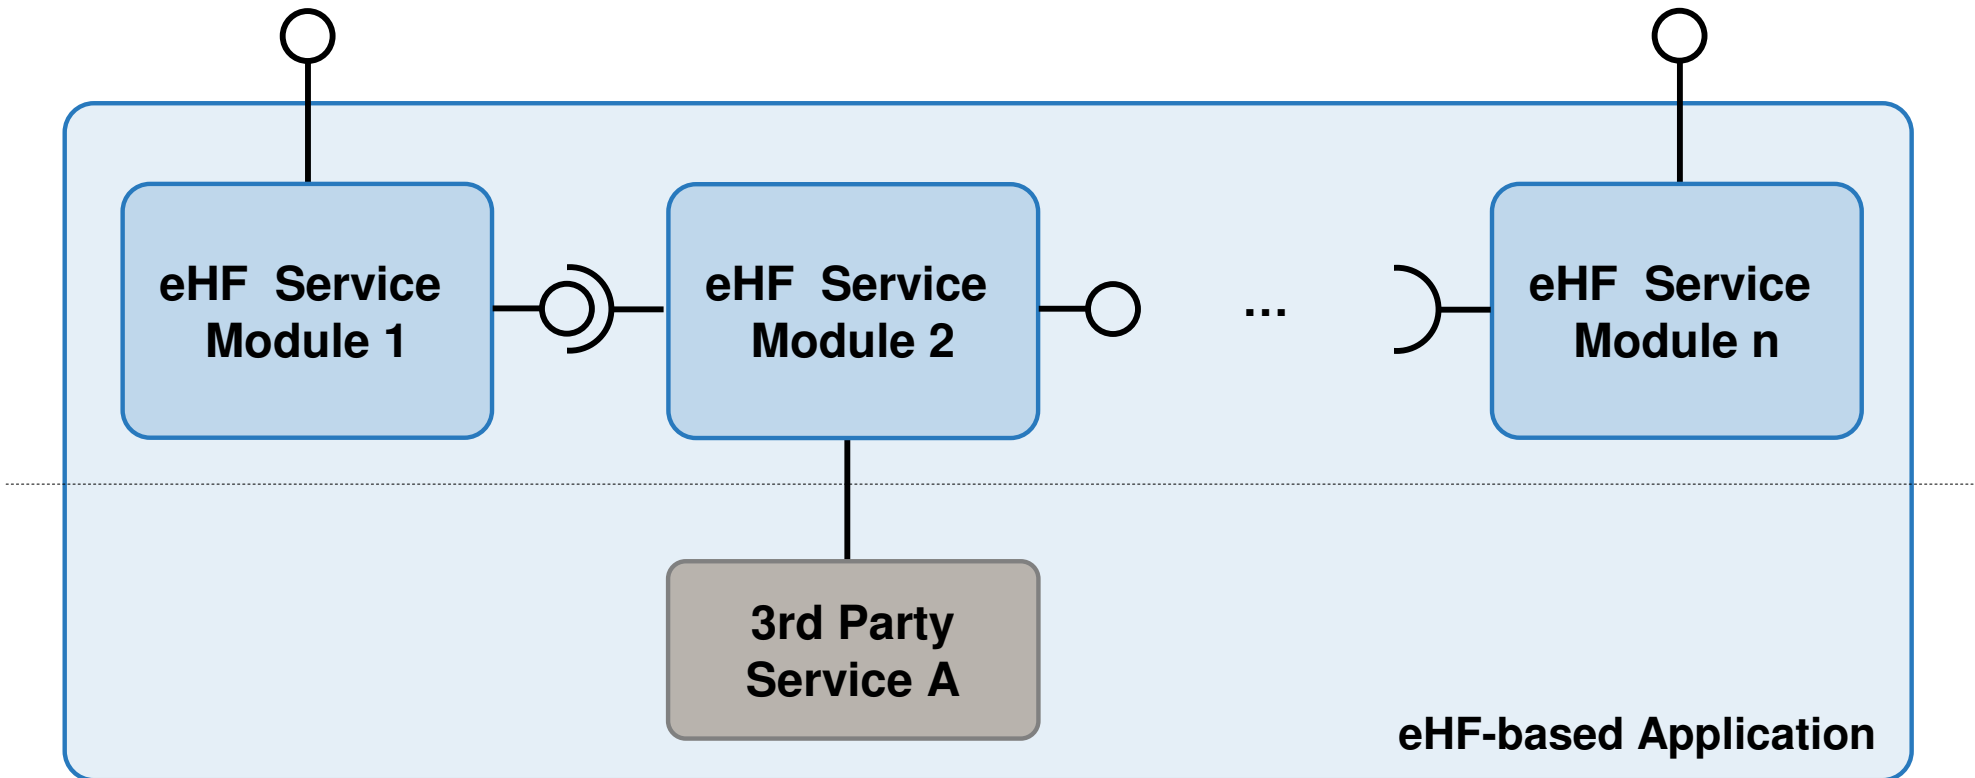 eHF Service
Module 1
eHF Service
Module 2
...
eHF Service
Module n
3rd Party
Service A
eHF-based Application